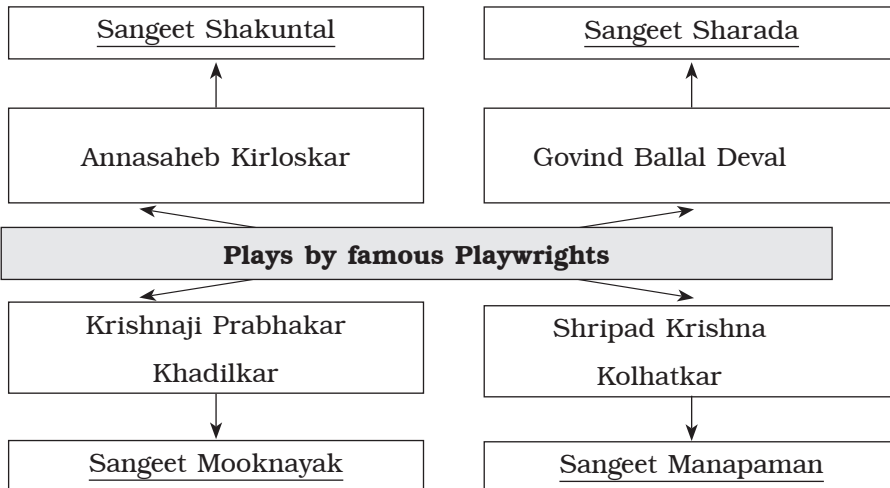 Sangeet Shakuntal
Sangeet Sharada
Annasaheb Kirloskar
Govind Ballal Deval
Plays by famous Playwrights
Krishnaji Prabhakar
Khadilkar
Shripad Krishna
Kolhatkar
Sangeet Mooknayak
Sangeet Manapaman